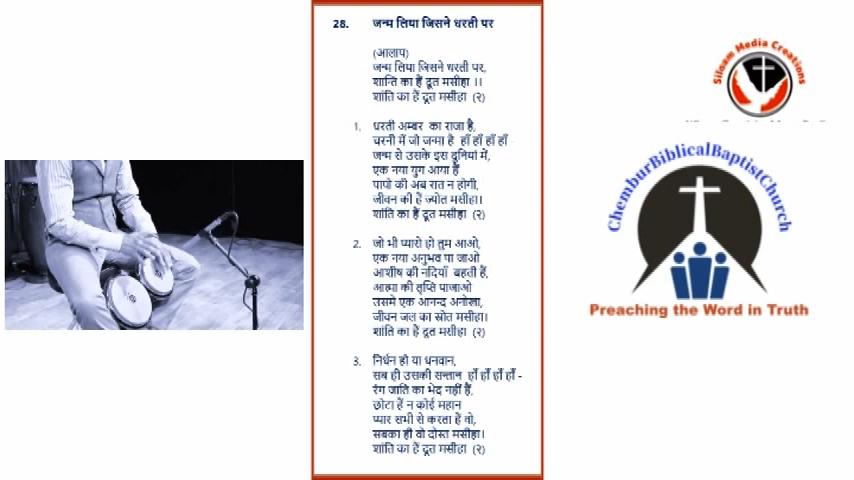 28. जन्म लिया जिसने धरती पर
(आलाप)
जन्म लिया जिसने धरती पर,
शान्ति का हैं दूत मसीहा ।।
शांति का हैं दूत मसीहा (२)
1. धरती अम्बर का राजा है,
चरनी में जो जन्मा है हाँ हाँ हाँ हाँ
जन्म से उसके इस दुनियां में,
एक नया युग आया हैं
पापो की अब रात न होगी,
जीवन की हैं ज्योत मसीहा।
शांति का हैं दूत मसीहा (२)
2. जो भी प्यासे हो तुम आओ,
एक नया अनुभव पा जाओ
आशीष की नदियाँ बहती हैं,
आत्मा की तृप्ति पाजाओ
उसमे एक आनन्द अनोखा,
जीवन जल का स्रोत मसीहा।
शांति का हैं दूत मसीहा (२)
3. निर्धन हो या धनवान,
सब ही उसकी सन्तान हाँ हाँ हाँ हाँ -
रंग जाति का भेद नहीं हैं,
छोटा हैं न कोई महान
प्यार सभी से करता हैं वो,
सबका ही वो दोस्त मसीहा।
शांति का हैं दूत मसीहा (२)
Siloam Media Creations
ChemburBiblicalBaptistChurch
Preaching the Word in Truth